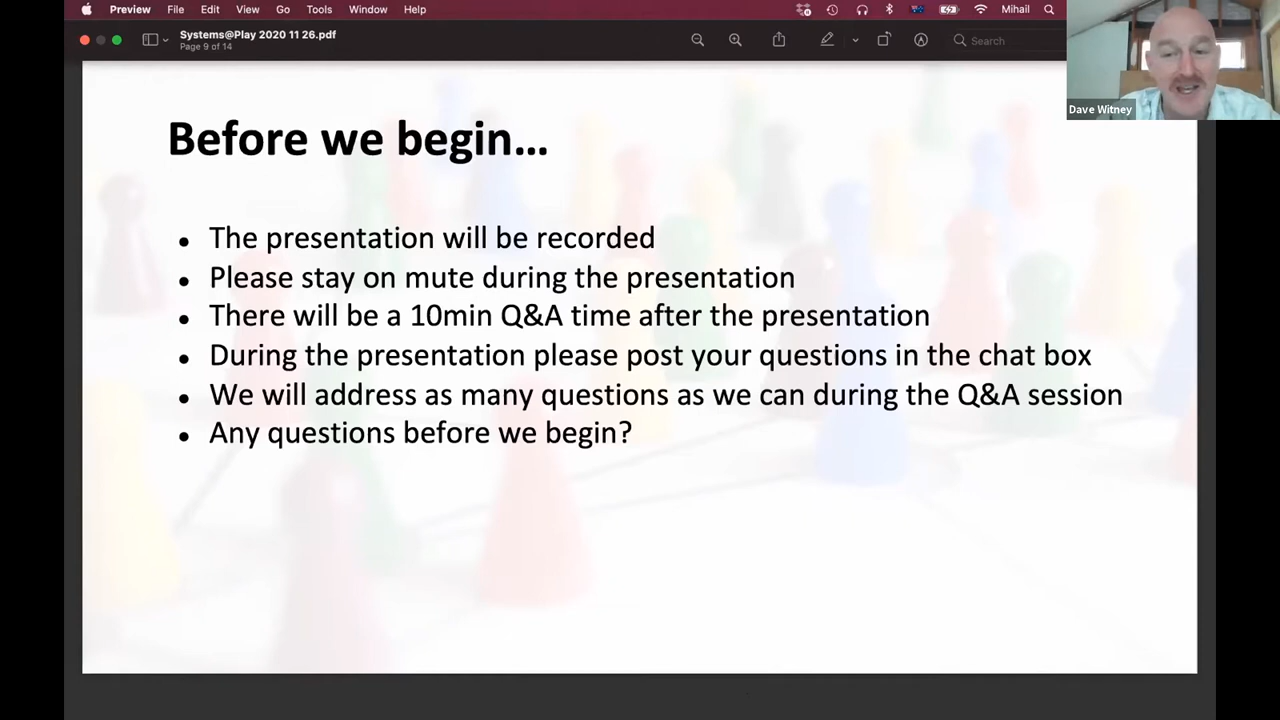 Preview File Edit View Go Tools Window Help Mihail
Systems@Play 2020 11 26.pdf
Page 9 of 14
Search
Dave Witney
Before we begin...
• The presentation will be recorded
• Please stay on mute during the presentation
• There will be a 10min Q&A time after the presentation
• During the presentation please post your questions in the chat box
• We will address as many questions as we can during the Q&A session
• Any questions before we begin?